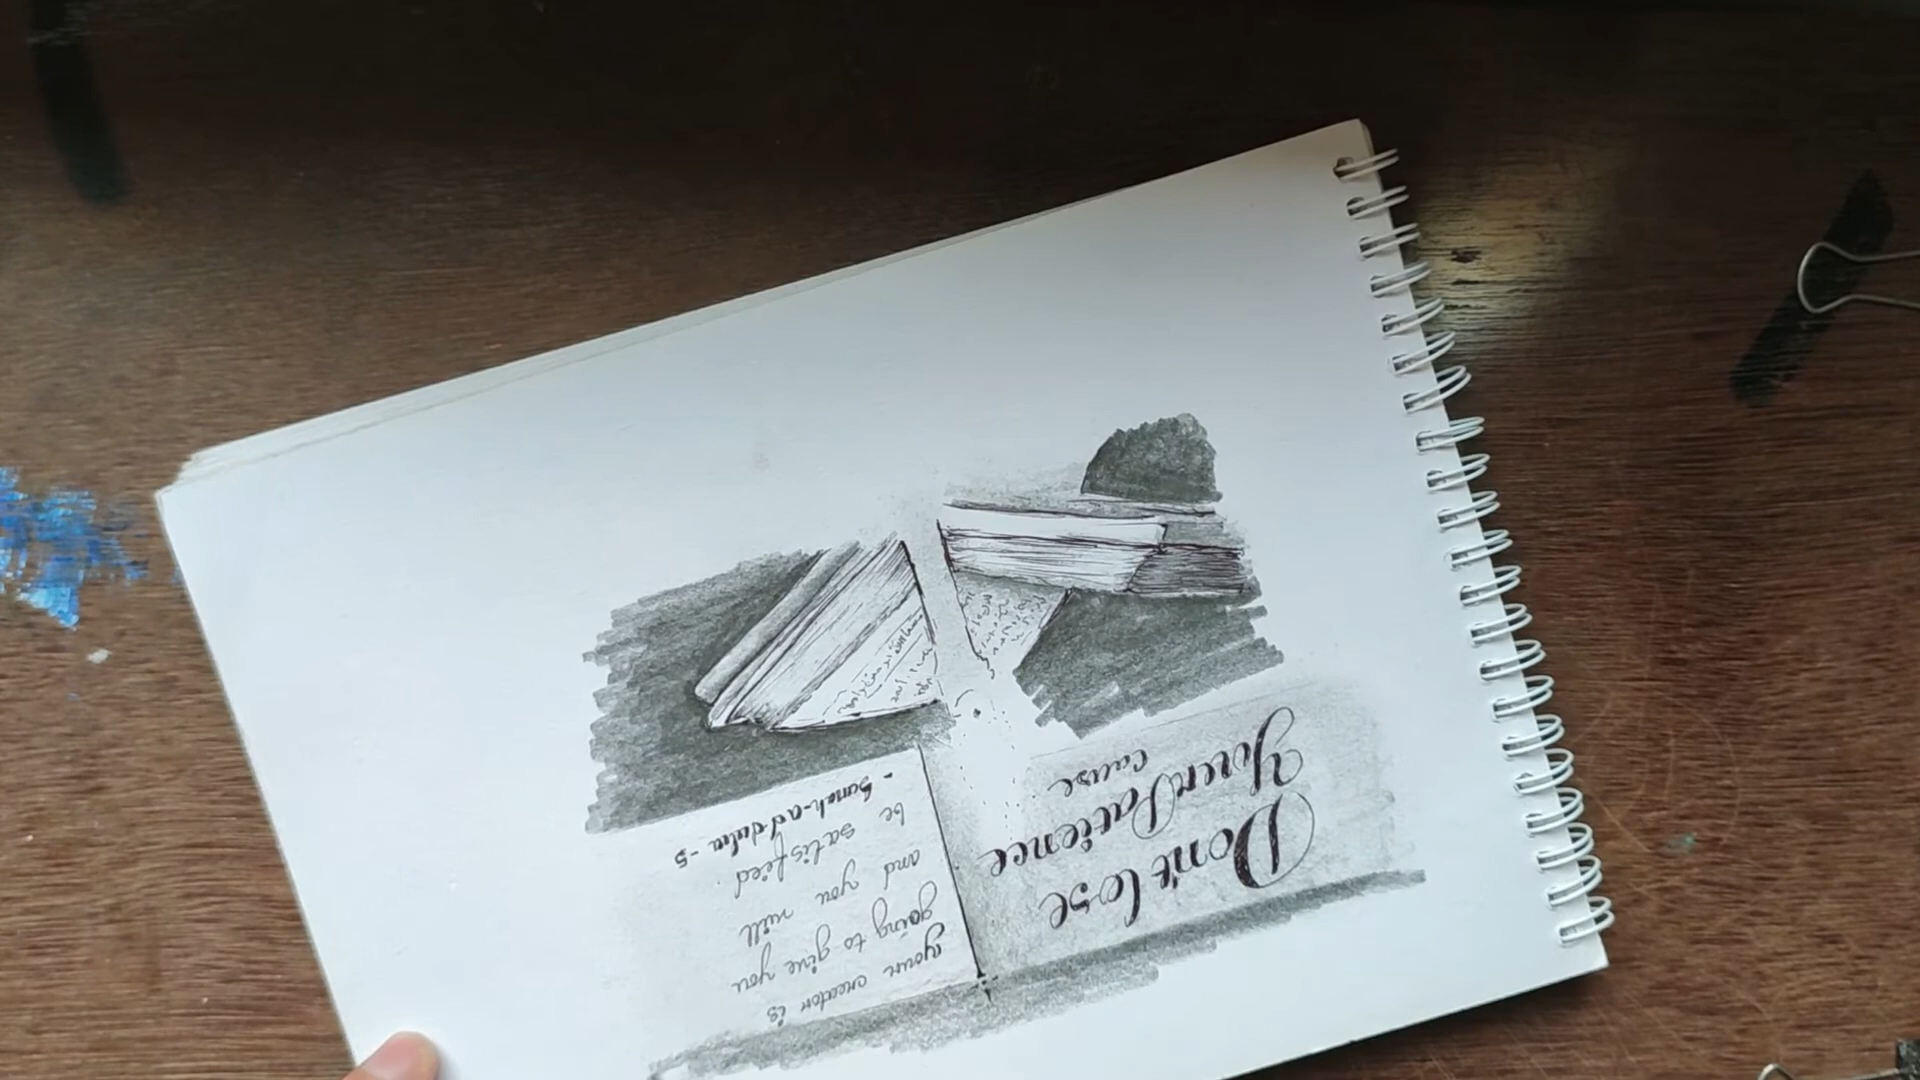 Don't lose
Your Patience
Cause
your creator is
going to give you
and you will
be satisfied.
- Surah-ad duha -5